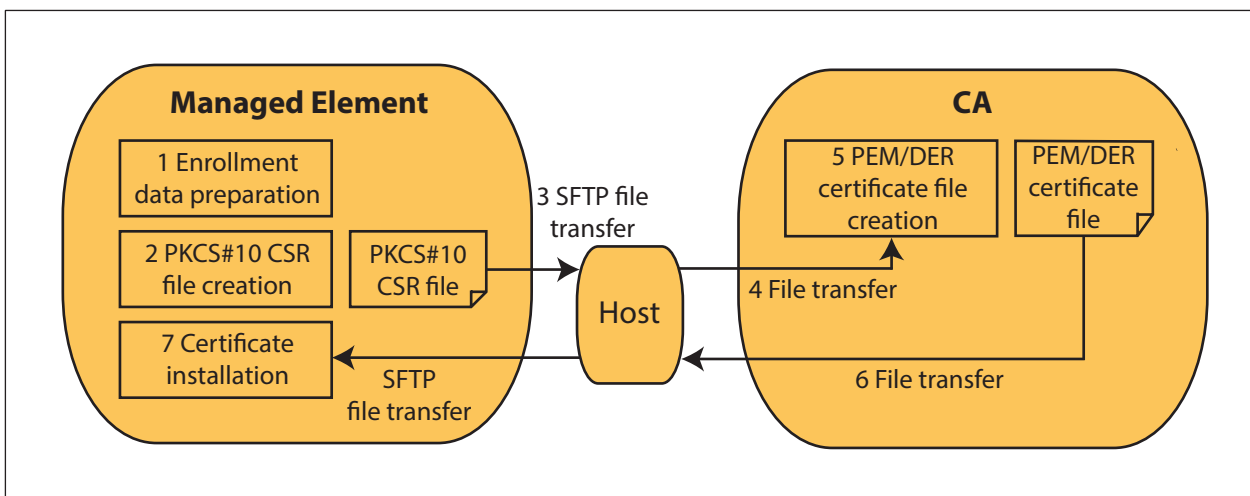 Managed Element
1 Enrollment
data preparation
2 PKCS#10 CSR
file creation
PKCS#10
CSR file
7 Certificate
installation
3 SFTP file
transfer
Host
SFTP
file transfer
CA
5 PEM/DER
certificate file
creation
PEM/DER
certificate
file
4 File transfer
6 File transfer